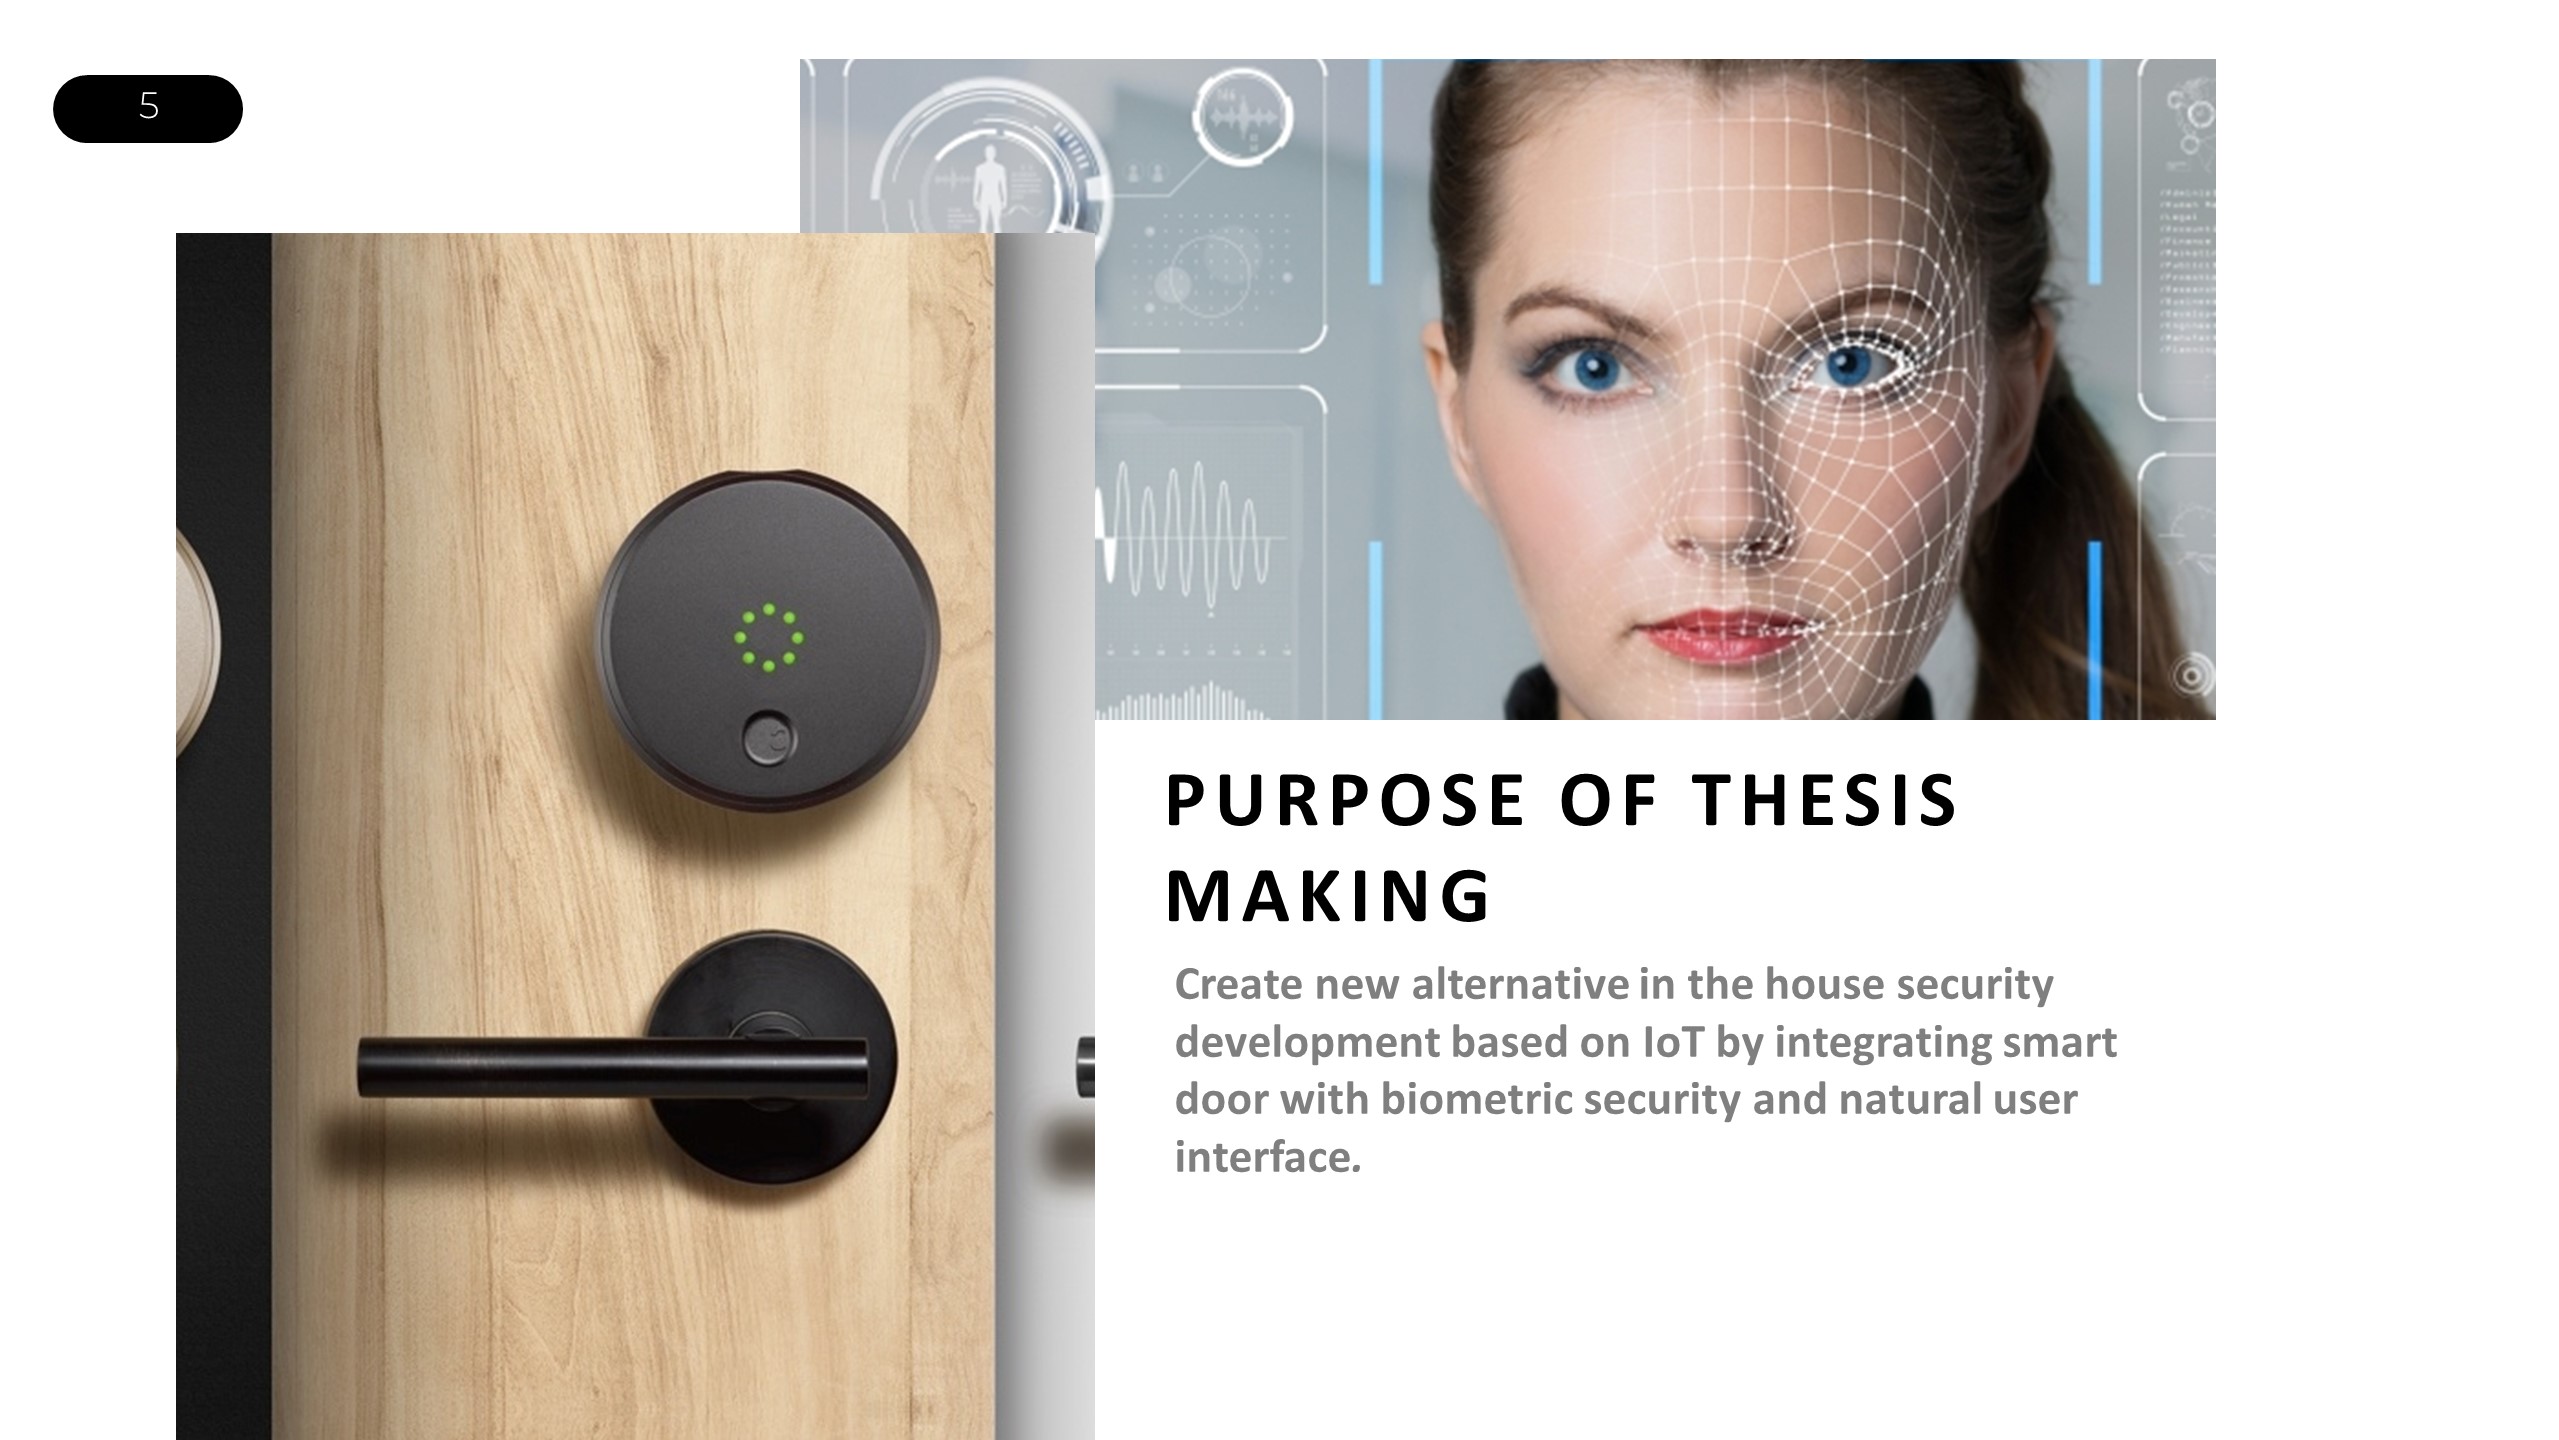 5
PURPOSE OF THESIS
MAKING
Create new alternative in the house security
development based on IoT by integrating smart
door with biometric security and natural user
interface.